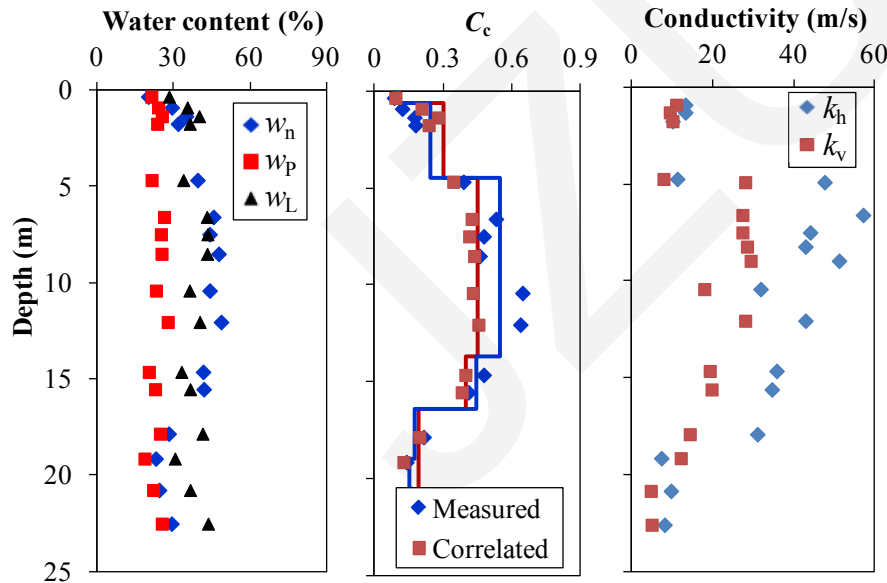 Water content (%)
0 30 60 90
0
5
10
15
20
25
Depth (m)
wn
wP
wL
Cc
0 0.3 0.6 0.9
Measured
Correlated
Conductivity (m/s)
0 20 40 60
kh
kv